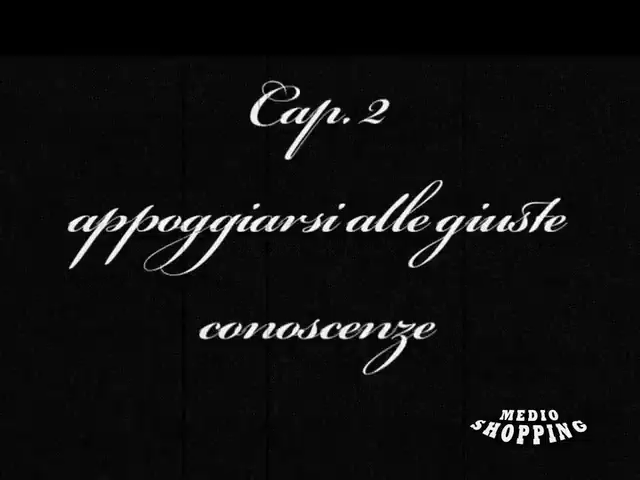 Cap. 2
appoggiarsi alle giuste
conoscenze
MEDIO
SHOPPING